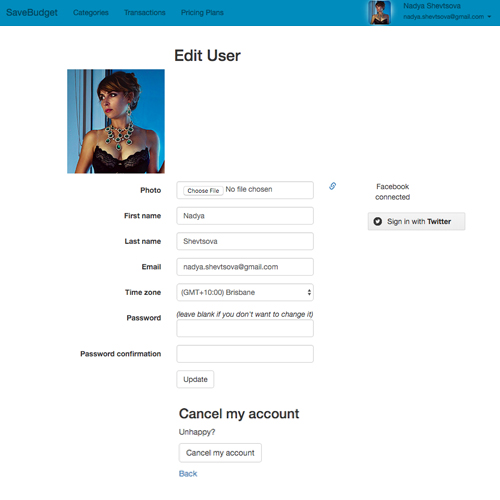 SaveBudget Categories Transactions Pricing Plans Nadya Shevtsova
nadya.shevtsova@gmail.com
Edit User
Photo Choose File No file chosen Facebook
connected
First name Nadya
Sign in with Twitter
Last name Shevtsova
Email nadya.shevtsova@gmail.com
Time zone (GMT+10:00) Brisbane
Password (leave blank if you don't want to change it)
Password confirmation
Update
Cancel my account
Unhappy?
Cancel my account
Back